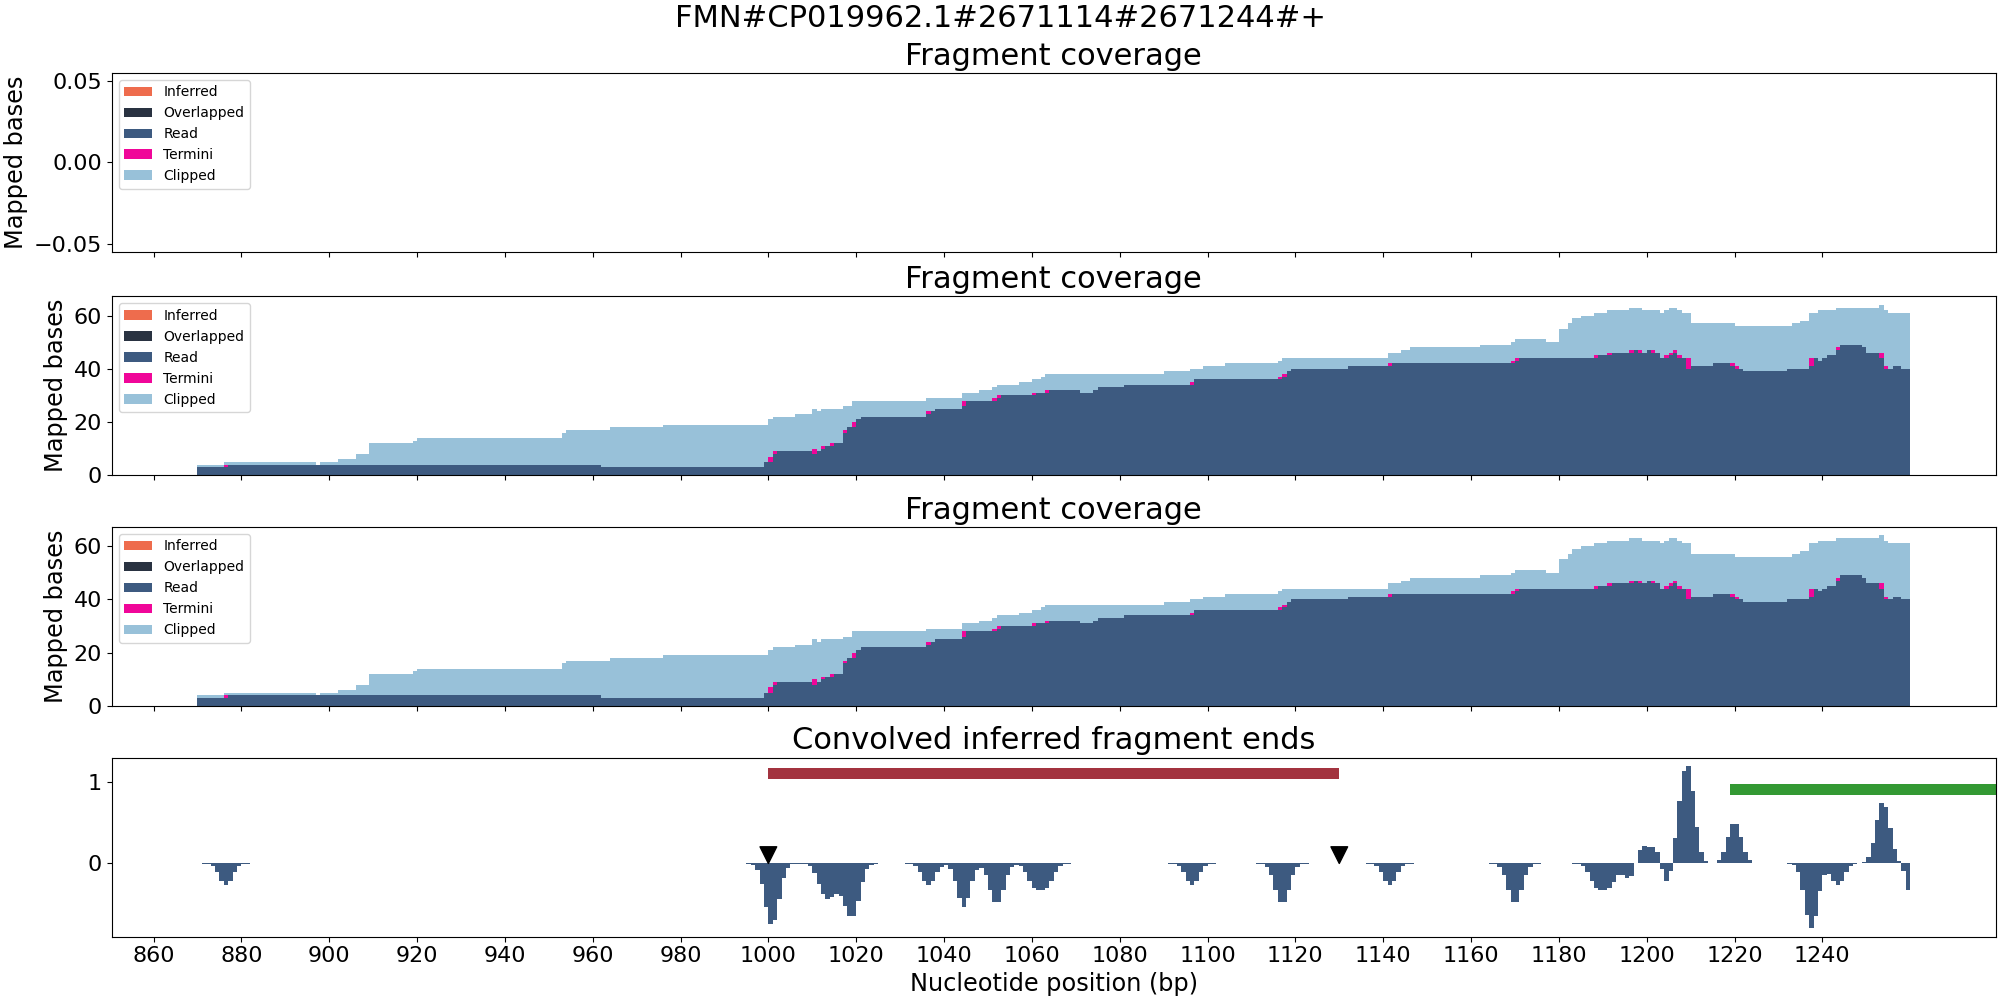 FMN#CP019962.1#2671114#2671244#+
Fragment coverage
Mapped bases
0.05
0.00
−0.05
Inferred
Overlapped
Read
Termini
Clipped
Fragment coverage
Mapped bases
60
40
20
0
Inferred
Overlapped
Read
Termini
Clipped
Fragment coverage
Mapped bases
60
40
20
0
Inferred
Overlapped
Read
Termini
Clipped
Convolved inferred fragment ends
1
0
860 880 900 920 940 960 980 1000 1020 1040 1060 1080 1100 1120 1140 1160 1180 1200 1220 1240
Nucleotide position (bp)